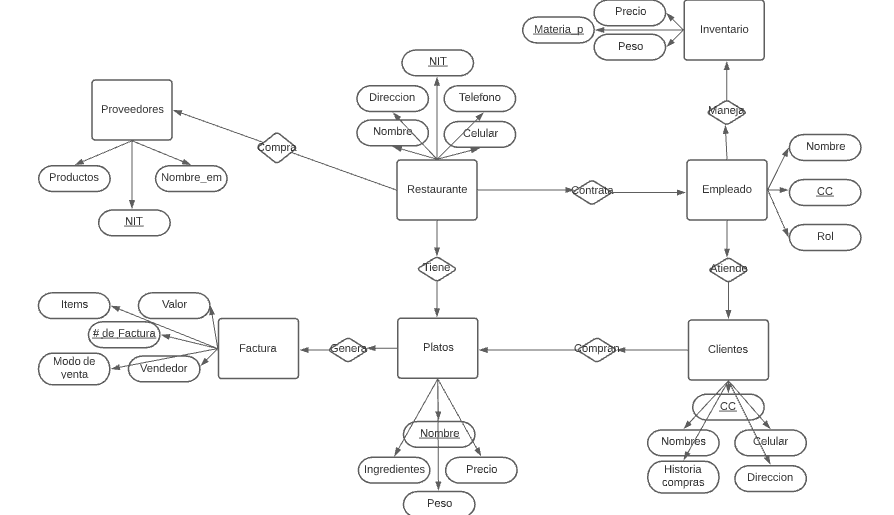 Precio
Materia_p
Inventario
Peso
NIT
Proveedores
Direccion
Telefono
Maneja
Nombre
Celular
Compra
Nombre
Productos
Nombre_em
Restaurante
Contrata
Empleado
CC
NIT
Rol
Tiene
Atiende
Items
Valor
# de Factura
Factura
Genera
Platos
Compran
Clientes
Modo de
venta
Vendedor
CC
Nombre
Nombres
Celular
Ingredientes
Precio
Historia
compras
Direccion
Peso